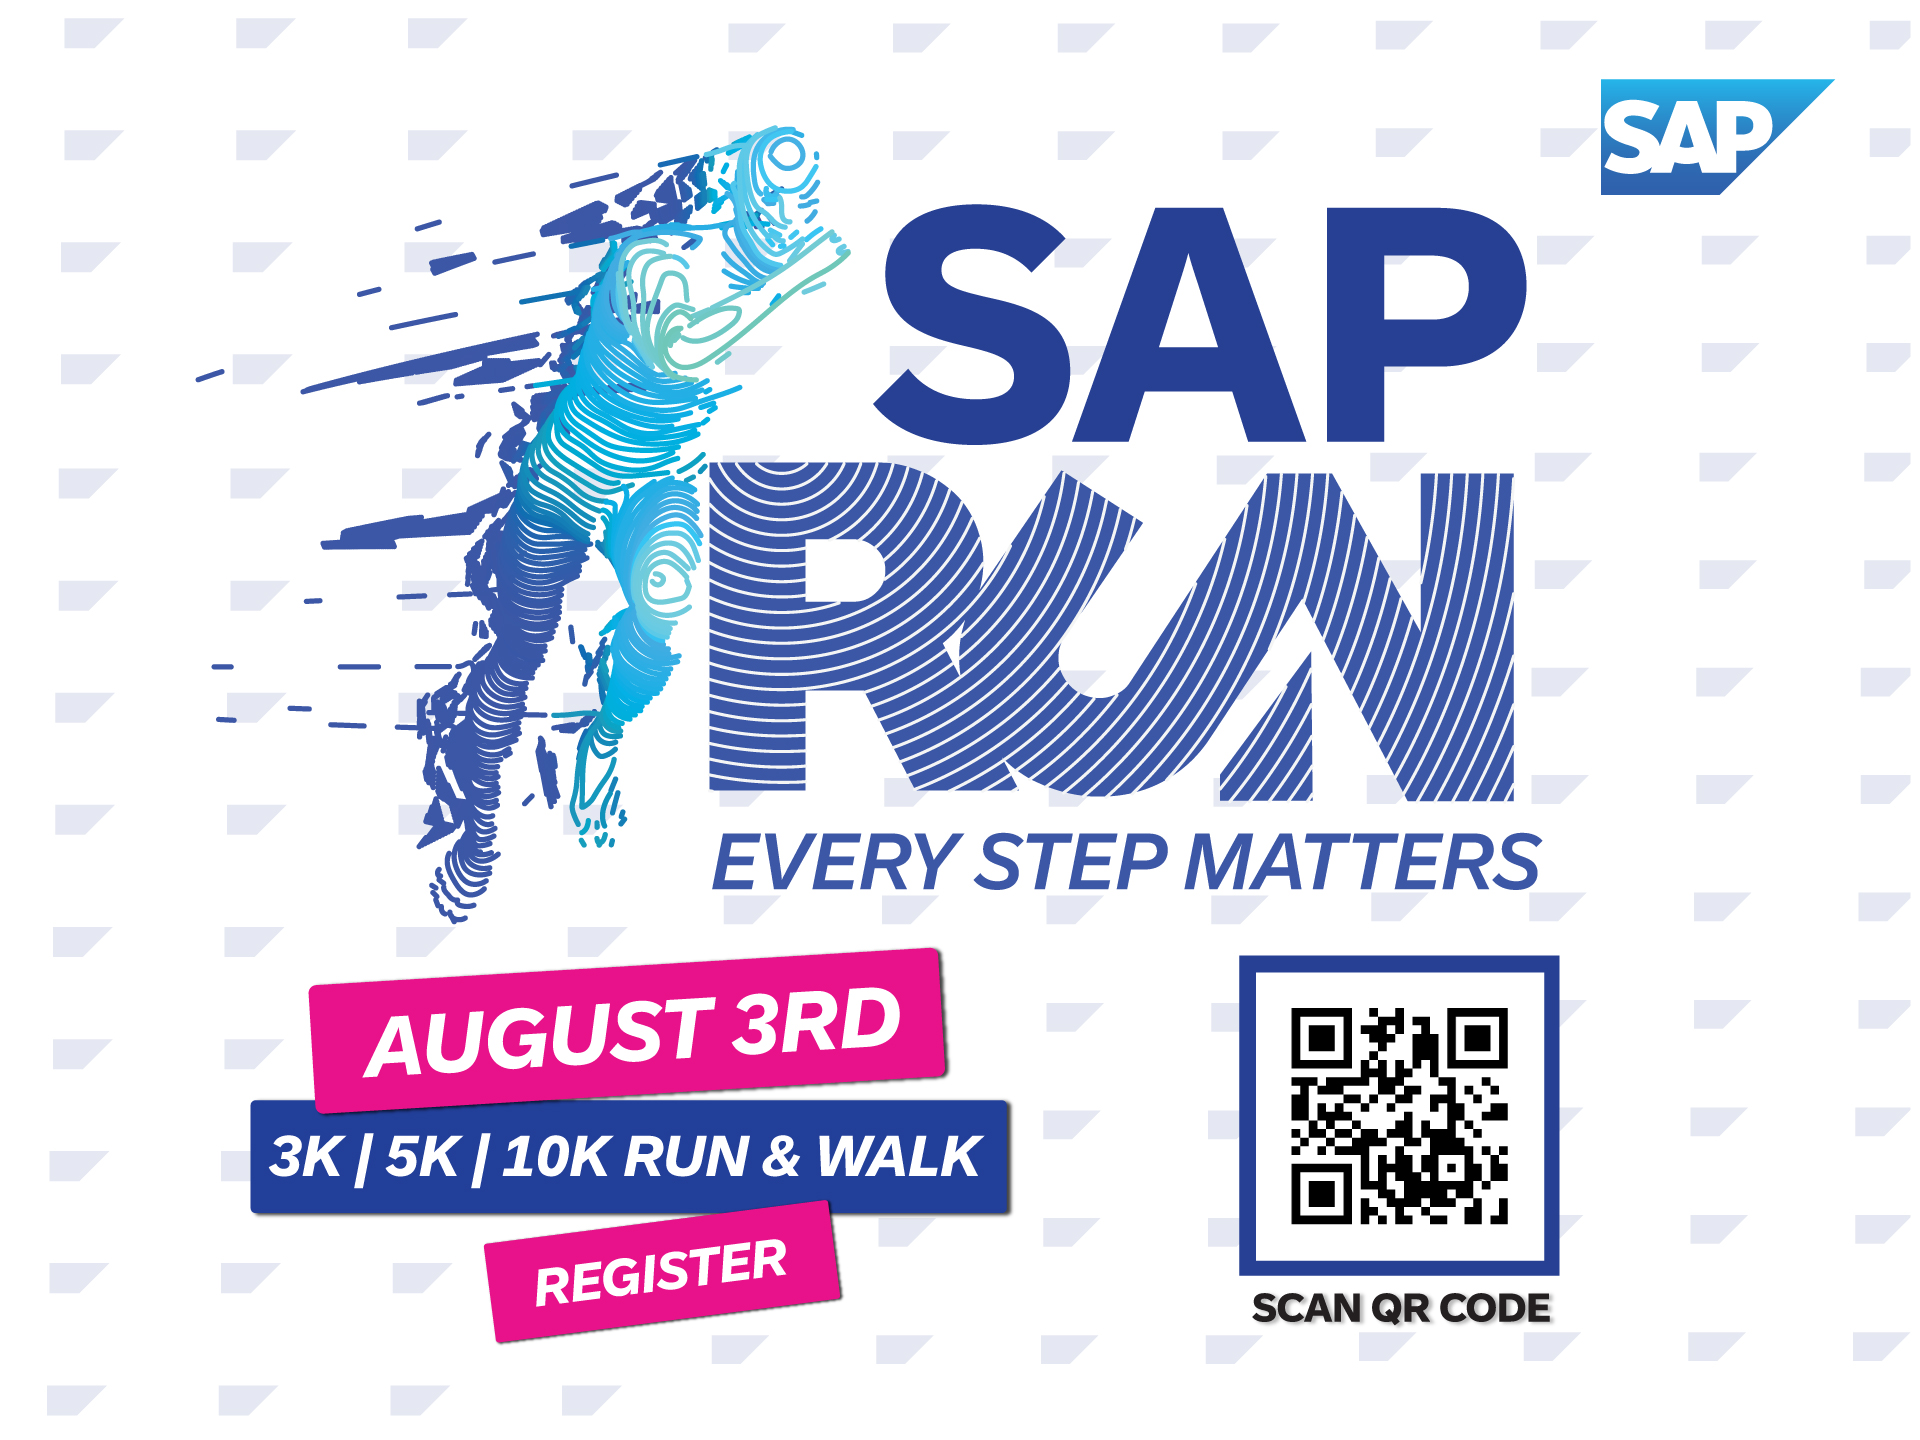 SAP
SAP
RUN
EVERY STEP MATTERS
AUGUST 3RD
3K | 5K | 10K RUN & WALK
REGISTER
SCAN QR CODE